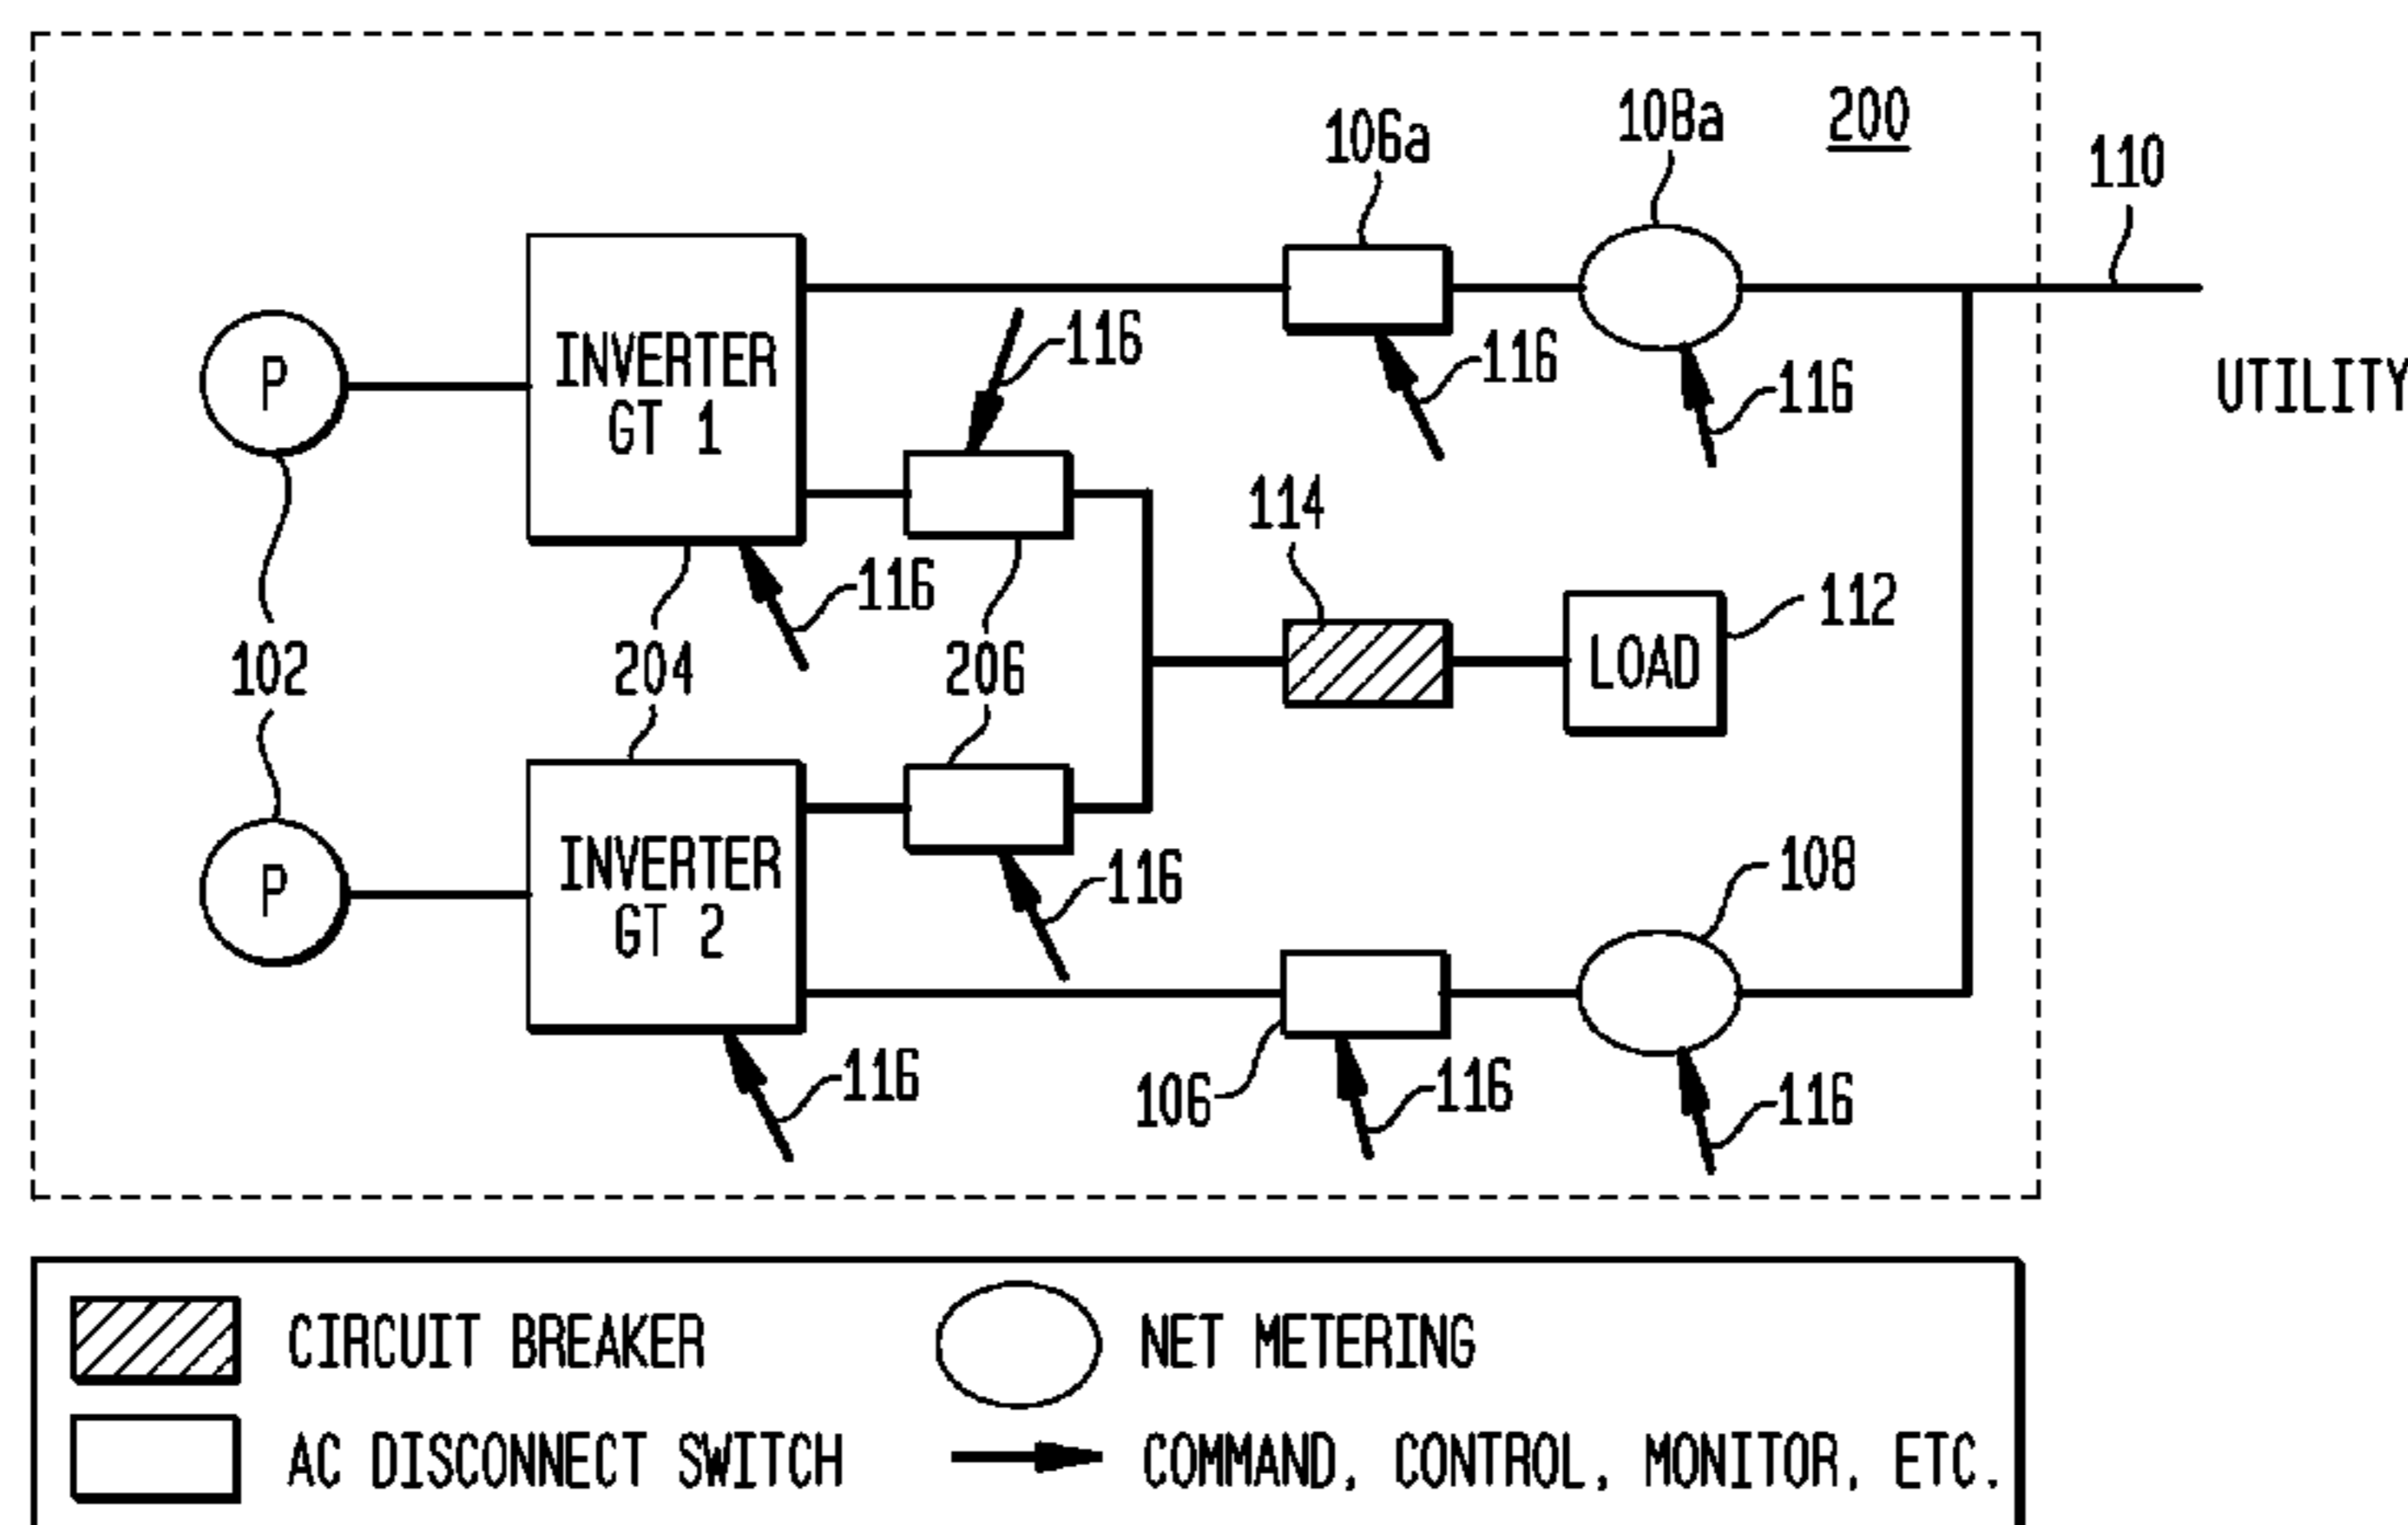 108a
200
106a
110
116
116
116
UTILITY
P
INVERTER
GT 1
114
116
112
102
204
206
LOAD
P
INVERTER
GT 2
116
108
116
106
116
116
CIRCUIT BREAKER
NET METERING
AC DISCONNECT SWITCH
COMMAND, CONTROL, MONITOR, ETC.